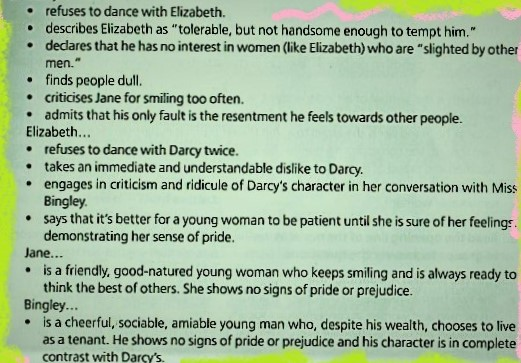 • refuses to dance with Elizabeth.
• describes Elizabeth as "tolerable, but not handsome enough to tempt him."
• declares that he has no interest in women (like Elizabeth) who are "slighted by other
men."
• finds people dull.
• criticises Jane for smiling too often.
• admits that his only fault is the resentment he feels towards other people.
Elizabeth...
• refuses to dance with Darcy twice.
• takes an immediate and understandable dislike to Darcy.
• engages in criticism and ridicule of Darcy's character in her conversation with Miss
Bingley.
• says that it's better for a young woman to be patient until she is sure of her feelings,
demonstrating her sense of pride.
Jane...
• is a friendly, good-natured young woman who keeps smiling and is always ready to
think the best of others. She shows no signs of pride or prejudice.
Bingley...
• is a cheerful, sociable, amiable young man who, despite his wealth, chooses to live
as a tenant. He shows no signs of pride or prejudice and his character is in complete
contrast with Darcy's.